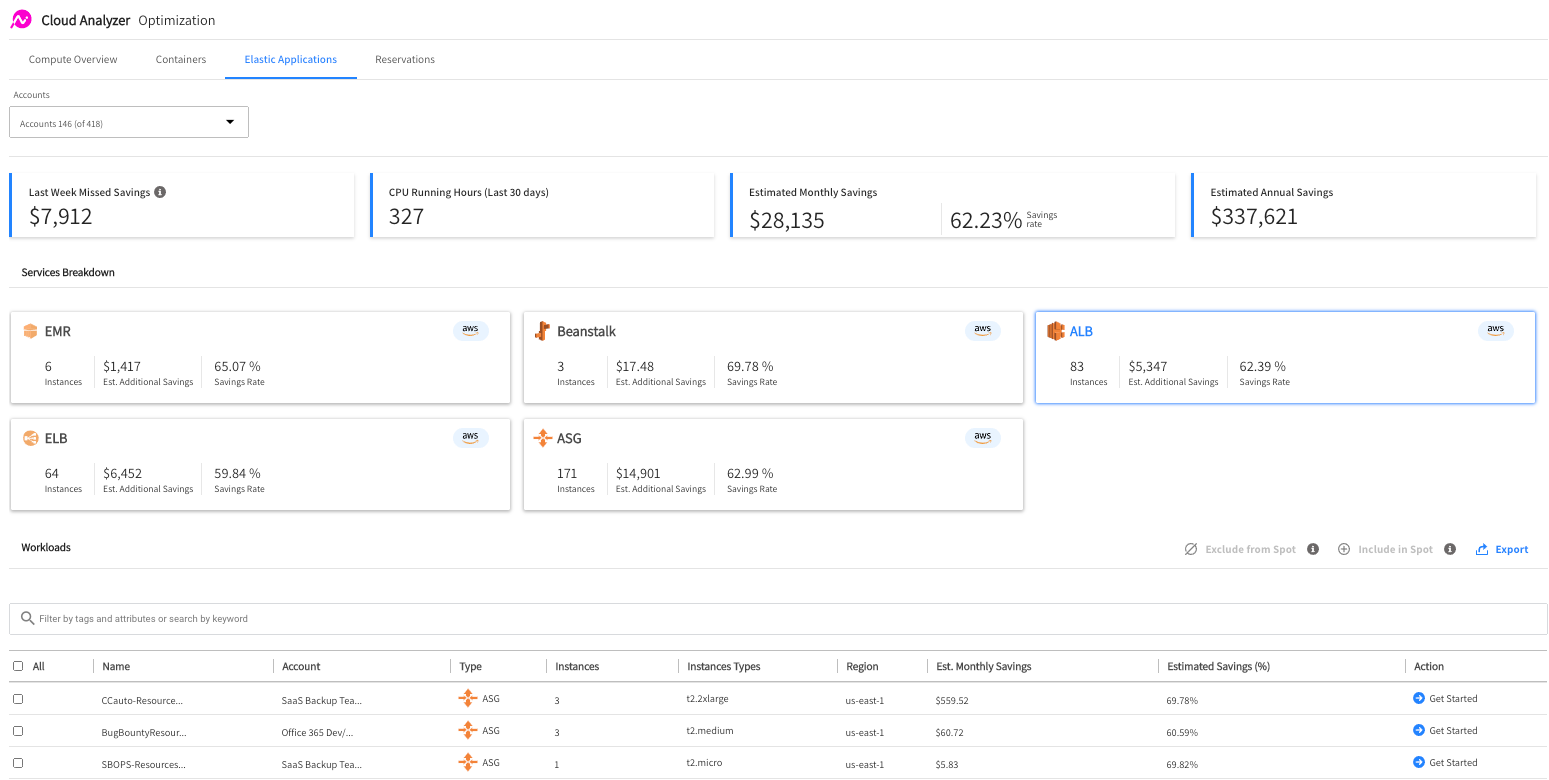 Cloud Analyzer Optimization
Compute Overview Containers Elastic Applications Reservations
Accounts
Accounts 146 (of 418)
Last Week Missed Savings CPU Running Hours (Last 30 days) Estimated Monthly Savings Estimated Annual Savings
$7,912 327 $28,135 62.23% Savings rate $337,621
Services Breakdown
EMR aws Beanstalk aws ALB aws
6 $1,417 65.07 % 3 $17.48 69.78 % 83 $5,347 62.39 %
Instances Est. Additional Savings Savings Rate Instances Est. Additional Savings Savings Rate Instances Est. Additional Savings Savings Rate
ELB aws ASG aws
64 $6,452 59.84 % 171 $14,901 62.99 %
Instances Est. Additional Savings Savings Rate Instances Est. Additional Savings Savings Rate
Workloads Exclude from Spot Include in Spot Export
Filter by tags and attributes or search by keyword
All Name Account Type Instances Instances Types Region Est. Monthly Savings Estimated Savings (%) Action
CCauto-Resource... SaaS Backup Tea... ASG 3 t2.2xlarge us-east-1 $559.52 69.78% Get Started
BugBountyResour... Office 365 Dev/... ASG 3 t2.medium us-east-1 $60.72 60.59% Get Started
SBOPS-Resources... SaaS Backup Tea... ASG 1 t2.micro us-east-1 $5.83 69.82% Get Started